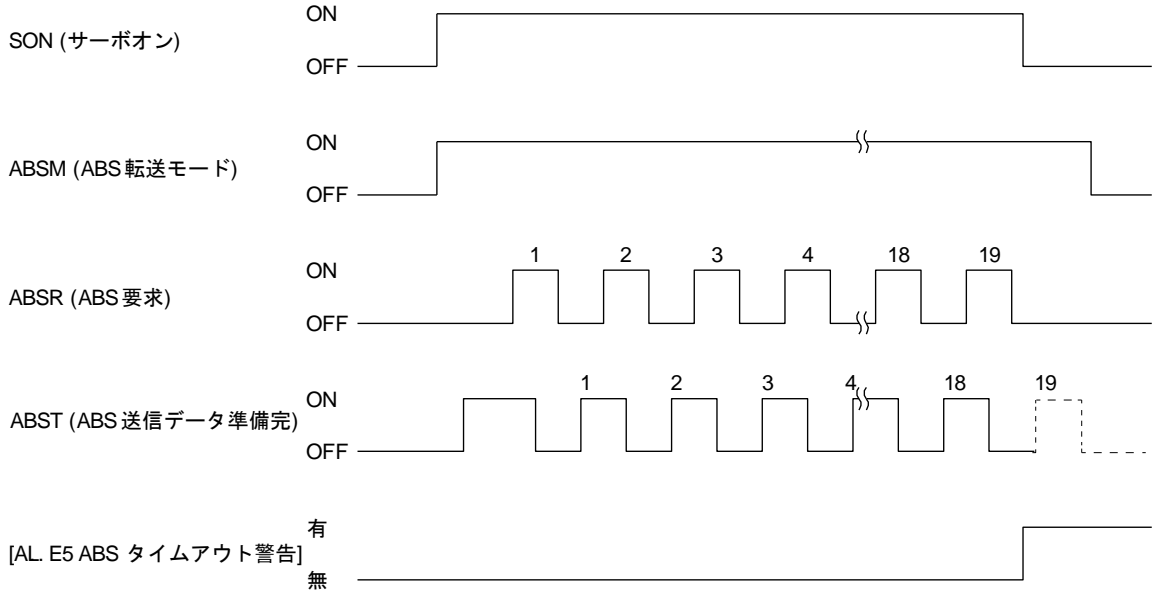 ON
SON (サーボオン)
OFF
ON
ABSM (ABS転送モード)
OFF
1 2 3 4 18 19
ON
ABSR (ABS要求)
OFF
1 2 3 4 18 19
ON
ABST (ABS送信データ準備完)
OFF
有
[AL. E5 ABS タイムアウト警告]
無